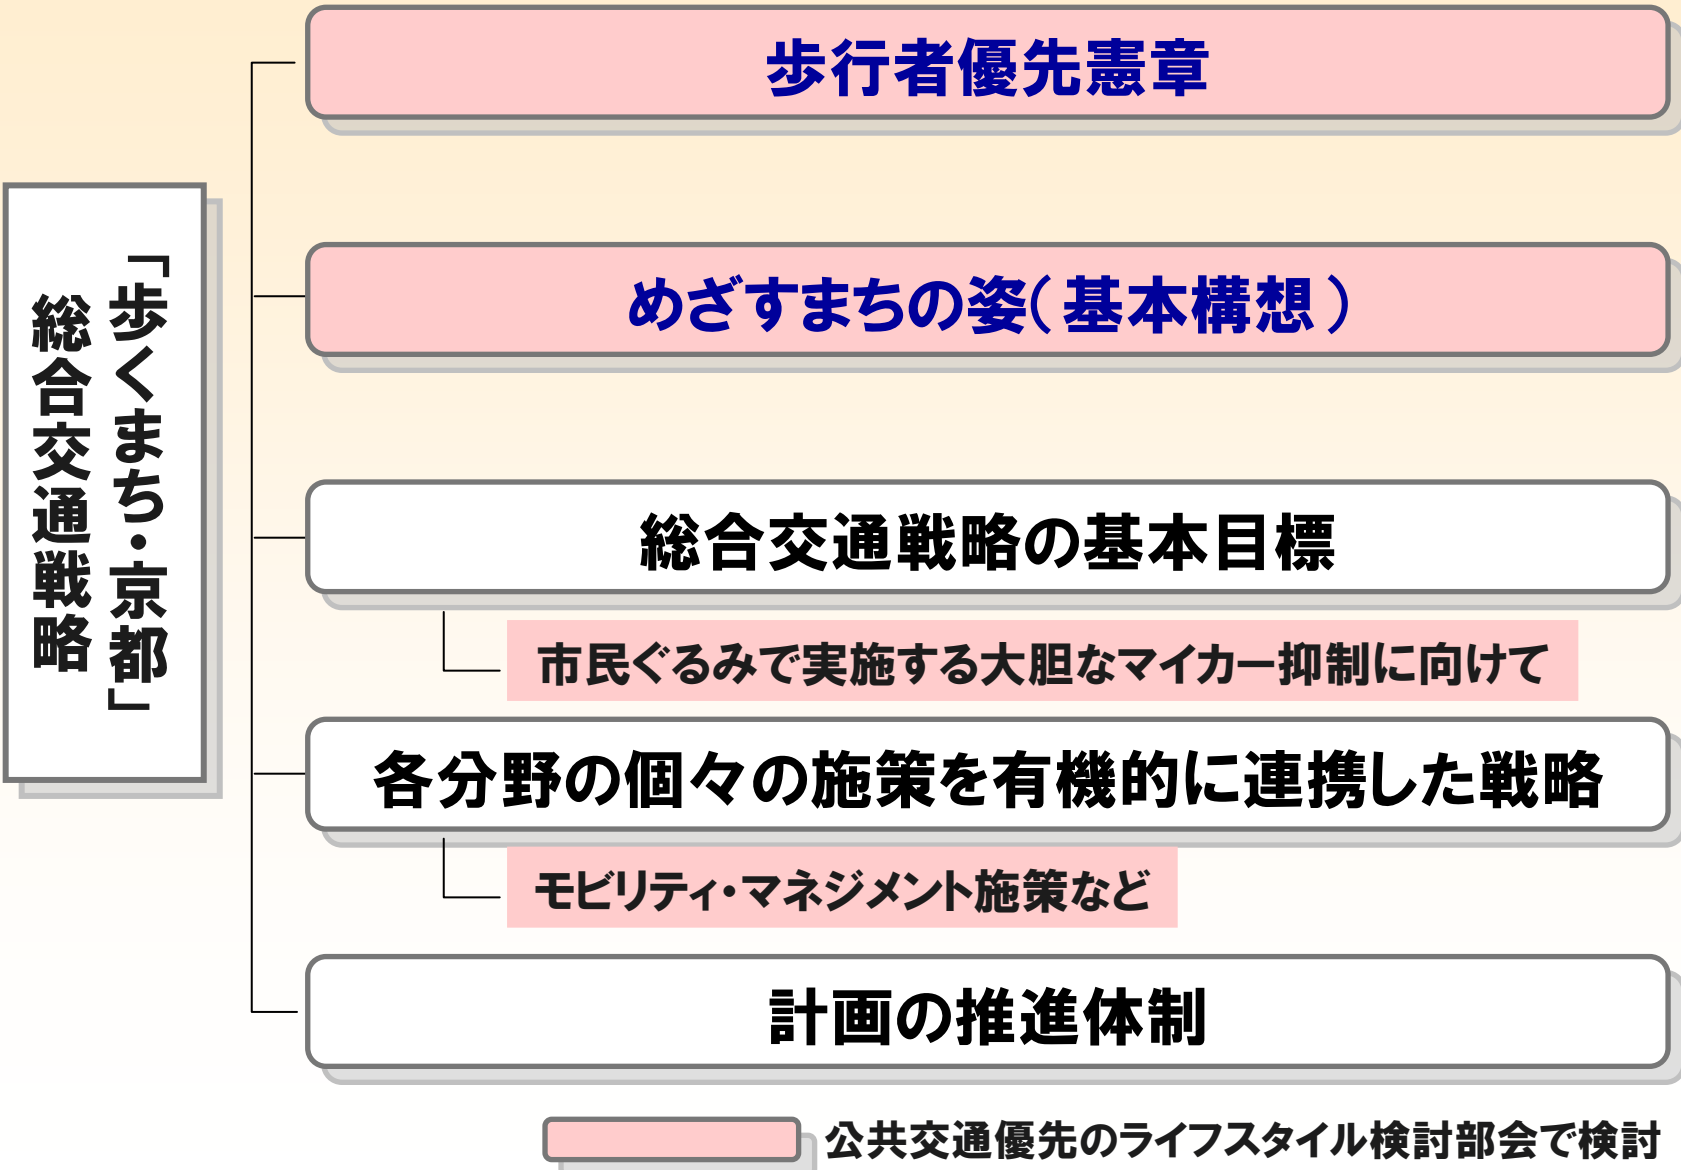 「歩くまち・京都」
総合交通戦略
歩行者優先憲章
めざすまちの姿（基本構想）
総合交通戦略の基本目標
市民ぐるみで実施する大胆なマイカー抑制に向けて
各分野の個々の施策を有機的に連携した戦略
モビリティ・マネジメント施策など
計画の推進体制
公共交通優先のライフスタイル検討部会で検討